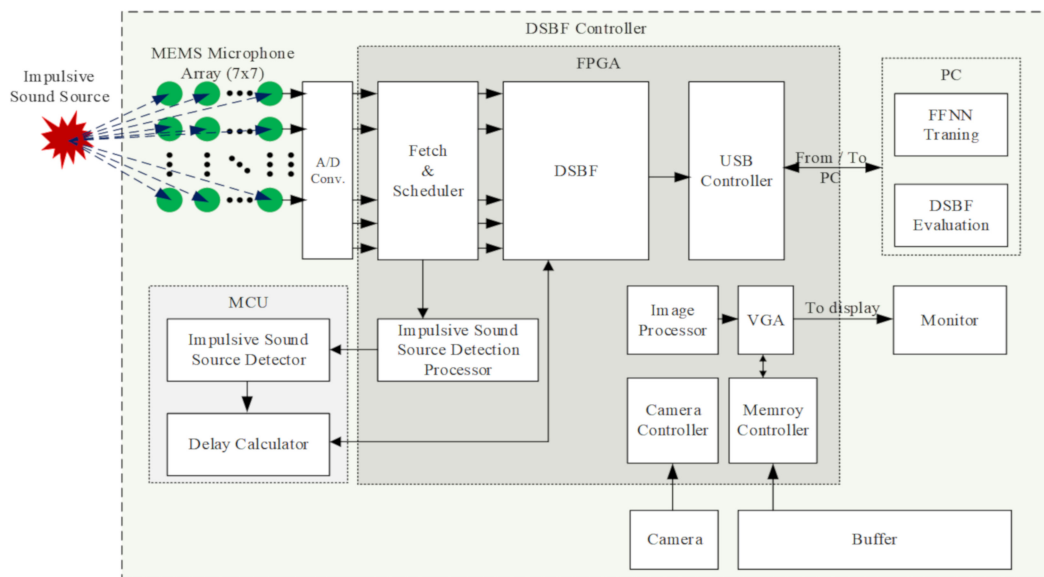 DSBF Controller
MEMS Microphone
Array (7x7)
Impulsive
Sound Source
A/D
Conv.
FPGA
Fetch
&
Scheduler
DSBF
USB
Controller
From / To
PC
PC
FFNN
Traning
DSBF
Evaluation
MCU
Impulsive Sound
Source Detector
Delay Calculator
Impulsive Sound
Source Detection
Processor
Image
Processor
VGA
To display
Monitor
Camera
Controller
Memroy
Controller
Camera
Buffer